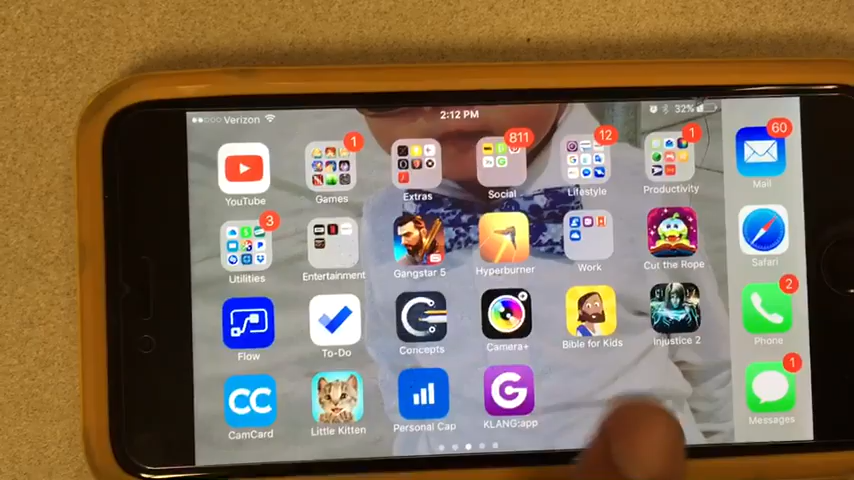 Verizon 2:12 PM 32%
1 811 12 1 60
YouTube Games Extras Social Lifestyle Productivity Mail
3
Utilities Entertainment Gangstar 5 Hyperburner Work Cut the Rope Safari
2
Flow To-Do Concepts Camera+ Bible for Kids Injustice 2 Phone
1
CC G
CamCard Little Kitten Personal Cap KLANG:app Messages